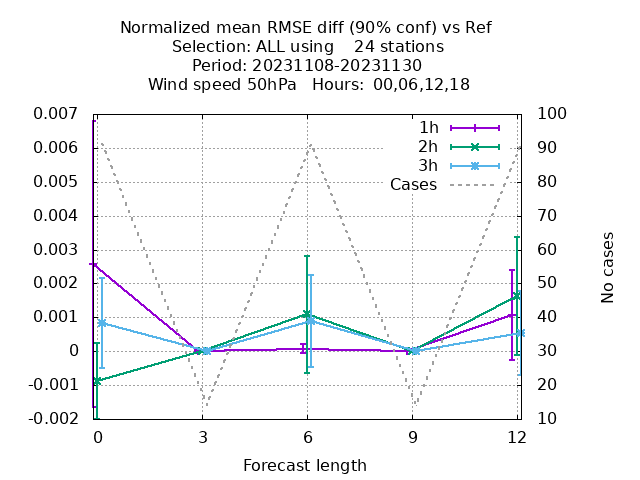 Normalized mean RMSE diff (90% conf) vs Ref
Selection: ALL using    24 stations
Period: 20231108-20231130
Wind speed 50hPa   Hours:  00,06,12,18
0.007
0.006
0.005
0.004
0.003
0.002
0.001
0
-0.001
-0.002
100
90
80
70
60
50
40
30
20
10
1h
2h
3h
Cases
No cases
0 3 6 9 12
Forecast length